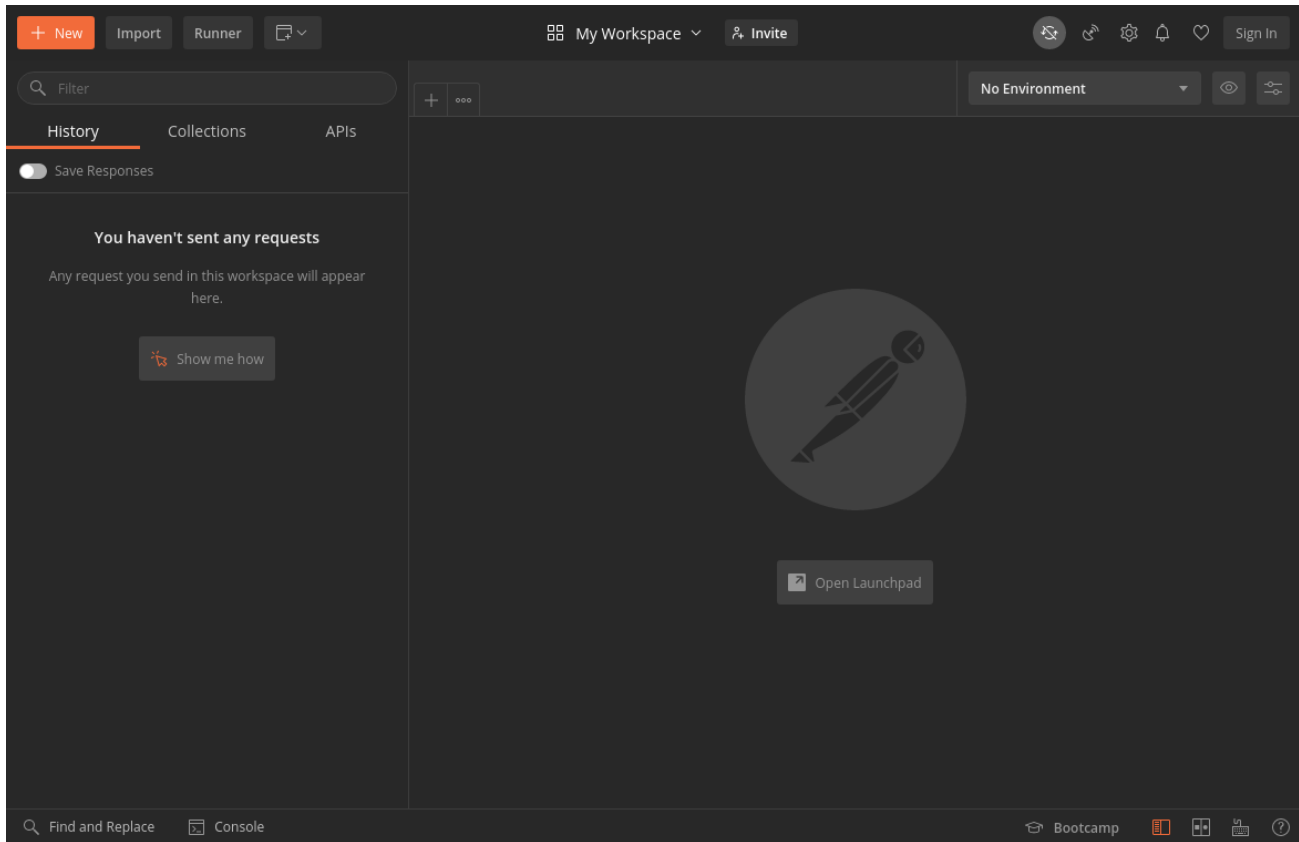 New Import Runner
My Workspace Invite
Sign In
Filter
No Environment
History Collections APIs
Save Responses
You haven't sent any requests
Any request you send in this workspace will appear
here.
Show me how
Open Launchpad
Find and Replace Console
Bootcamp